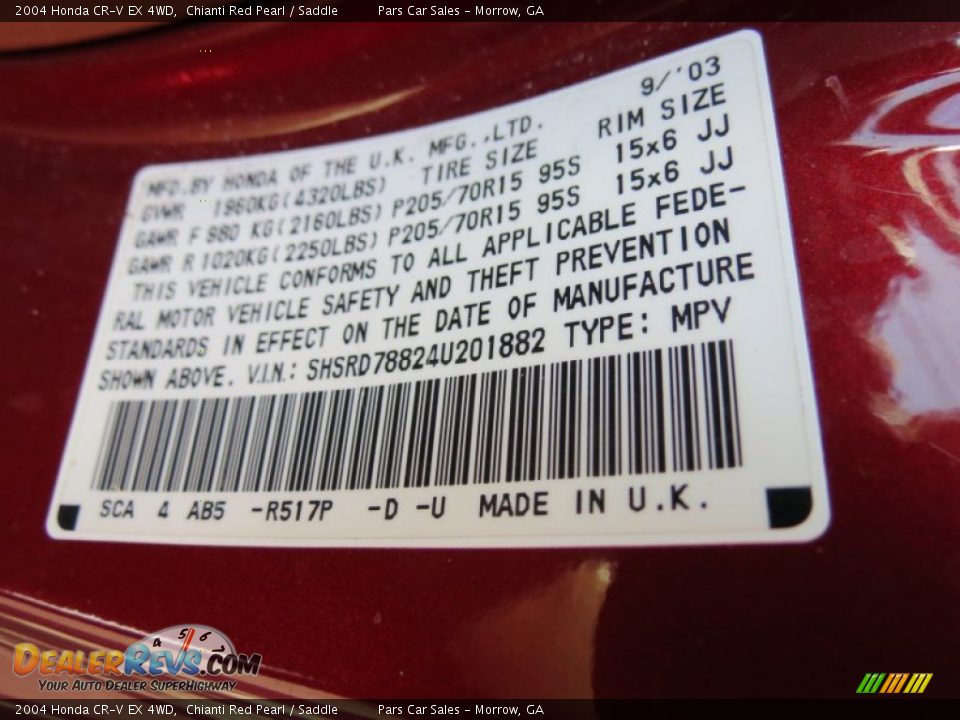 2004 Honda CR-V EX 4WD, Chianti Red Pearl / Saddle Pars Car Sales - Morrow, GA
9/'03
MFD.BY HONDA OF THE U.K. MFG.,LTD.
GVWR 1960KG(4320LBS) TIRE SIZE RIM SIZE
GAWR F 980 KG(2160LBS) P205/70R15 95S 15x6 JJ
GAWR R 1020KG(2250LBS) P205/70R15 95S 15x6 JJ
THIS VEHICLE CONFORMS TO ALL APPLICABLE FEDE-
RAL MOTOR VEHICLE SAFETY AND THEFT PREVENTION
STANDARDS IN EFFECT ON THE DATE OF MANUFACTURE
SHOWN ABOVE. V.I.N.: SHSRD78824U201882 TYPE: MPV
SCA 4 AB5 -R517P -D -U MADE IN U.K.
4 5 6
DEALERREVS.COM
YOUR AUTO DEALER SUPERHIGHWAY
2004 Honda CR-V EX 4WD, Chianti Red Pearl / Saddle Pars Car Sales - Morrow, GA